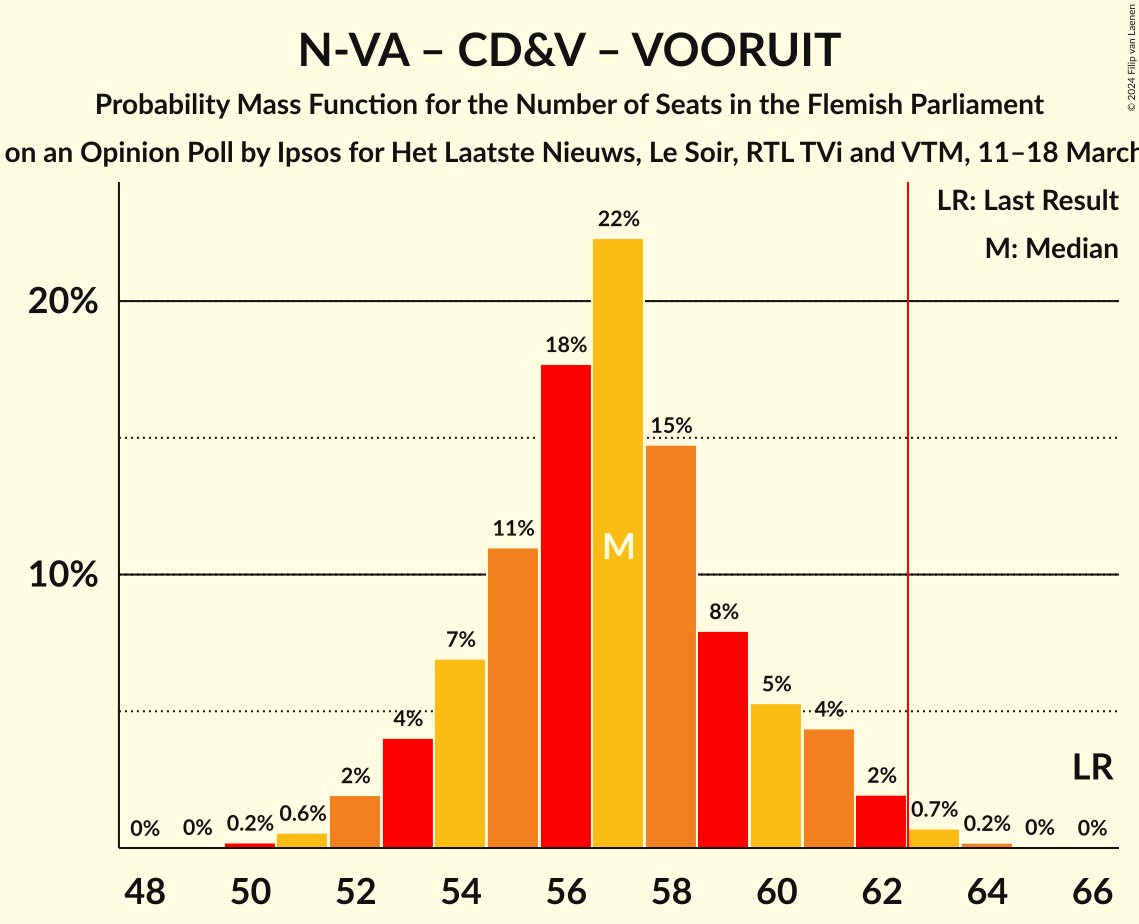 N-VA – CD&V – VOORUIT
Probability Mass Function for the Number of Seats in the Flemish Parliament
on an Opinion Poll by Ipsos for Het Laatste Nieuws, Le Soir, RTL TVi and VTM, 11–18 March
© 2024 Filip van Laenen
LR: Last Result
M: Median
22%
20%
18%
15%
11%
M
10%
8%
7%
5%
4%
4%
LR
2%
2%
0.6%
0.7%
0%
0%
0.2%
0.2%
0%
0%
48 50 52 54 56 58 60 62 64 66